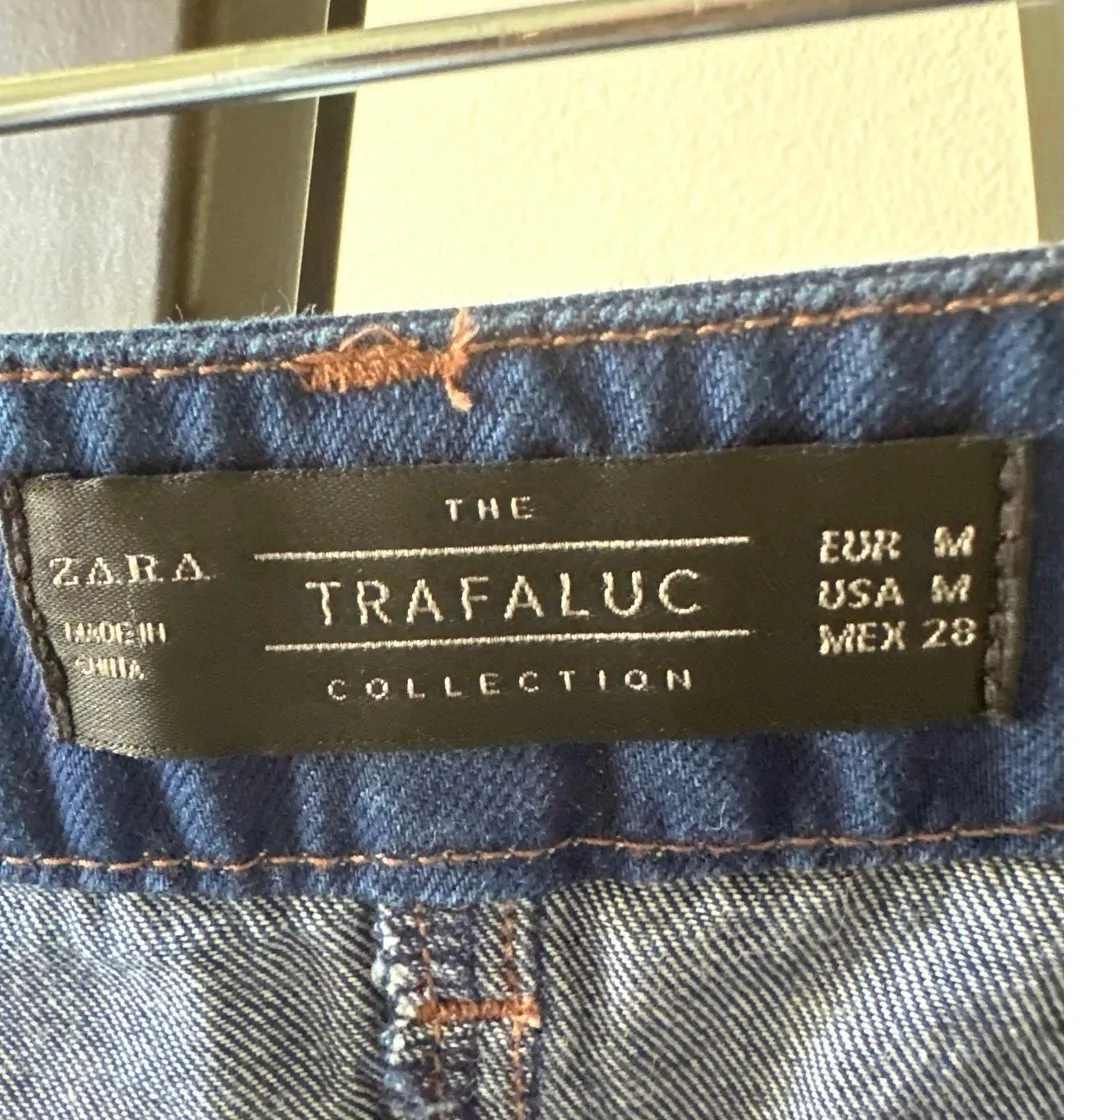 ZARA
MADE IN
CHINA
THE
TRAFALUC
COLLECTION
EUR M
USA M
MEX 28